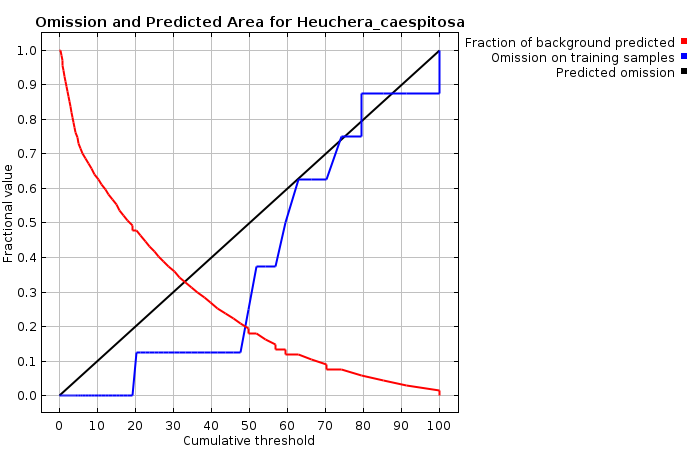 Omission and Predicted Area for Heuchera_caespitosa
Fraction of background predicted
Omission on training samples
Predicted omission
Fractional value
1.0
0.9
0.8
0.7
0.6
0.5
0.4
0.3
0.2
0.1
0.0
0 10 20 30 40 50 60 70 80 90 100
Cumulative threshold